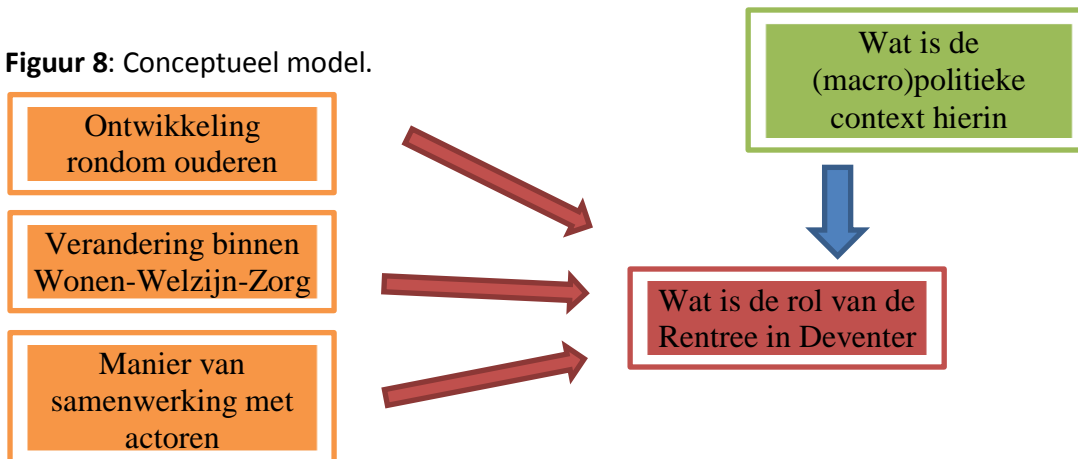 Figuur 8: Conceptueel model.
Ontwikkeling
rondom ouderen
Verandering binnen
Wonen-Welzijn-Zorg
Manier van
samenwerking met
actoren
Wat is de
(macro)politieke
context hierin
Wat is de rol van de
Rentree in Deventer